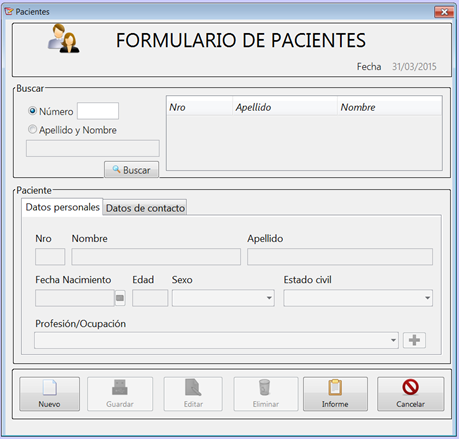 Pacientes
FORMULARIO DE PACIENTES
Fecha 31/03/2015
Buscar
Número
Apellido y Nombre
Buscar
Nro Apellido Nombre
Paciente
Datos personales Datos de contacto
Nro Nombre Apellido
Fecha Nacimiento Edad Sexo Estado civil
Profesión/Ocupación
Nuevo Guardar Editar Eliminar Informe Cancelar